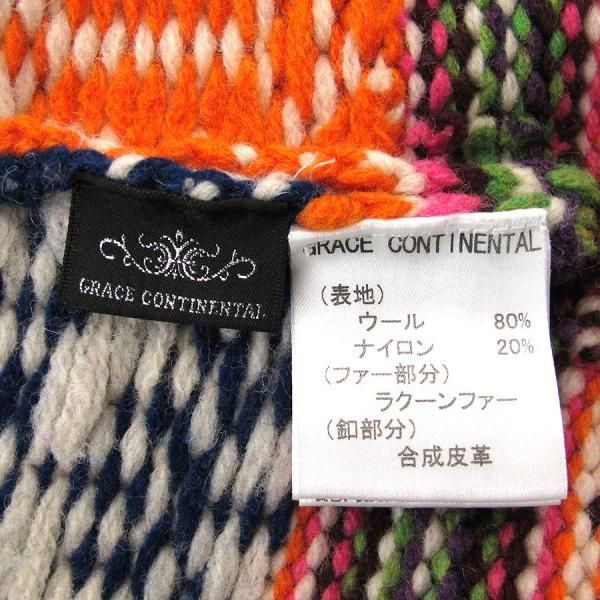 GRACE CONTINENTAL
GRACE CONTINENTAL
(表地)
ウール 80%
ナイロン 20%
(ファー部分)
ラクーンファー
(釦部分)
合成皮革